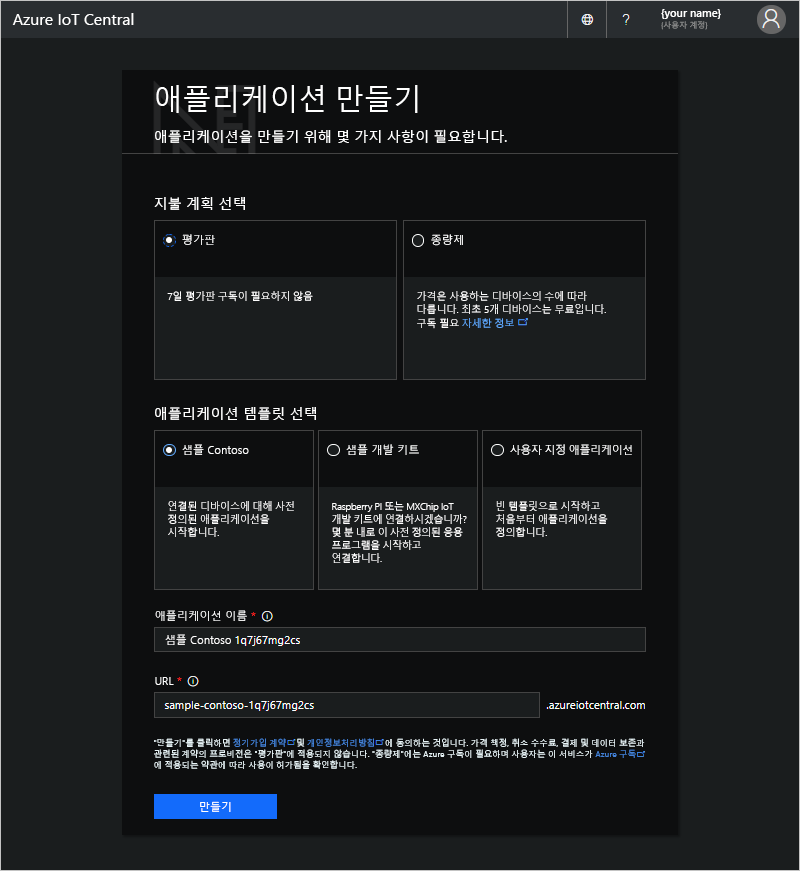 Azure IoT Central
?
{your name}
(사용자 계정)
애플리케이션 만들기
애플리케이션을 만들기 위해 몇 가지 사항이 필요합니다.
지불 계획 선택
평가판
종량제
7일 평가판 구독이 필요하지 않음
가격은 사용하는 디바이스의 수에 따라
다릅니다. 최초 5개 디바이스는 무료입니다.
구독 필요 자세한 정보
애플리케이션 템플릿 선택
샘플 Contoso
샘플 개발 키트
사용자 지정 애플리케이션
연결된 디바이스에 대해 사전
정의된 애플리케이션을
시작합니다.
Raspberry PI 또는 MXChip IoT
개발 키트에 연결하시겠습니까?
몇 분 내로 이 사전 정의된 응용
프로그램을 시작하고
연결합니다.
빈 템플릿으로 시작하고
처음부터 애플리케이션을
정의합니다.
애플리케이션 이름 *
샘플 Contoso 1q7j67mg2cs
URL *
sample-contoso-1q7j67mg2cs
.azureiotcentral.com
"만들기"를 클릭하면 정기가입 계약 및 개인정보처리방침에 동의하는 것입니다. 가격 책정, 취소 수수료, 결제 및 데이터 보존과
관련된 계약의 프로비전은 "평가판"에 적용되지 않습니다. "종량제"에는 Azure 구독이 필요하며 사용자는 이 서비스가 Azure 구독
에 적용되는 약관에 따라 사용이 허가됨을 확인합니다.
만들기